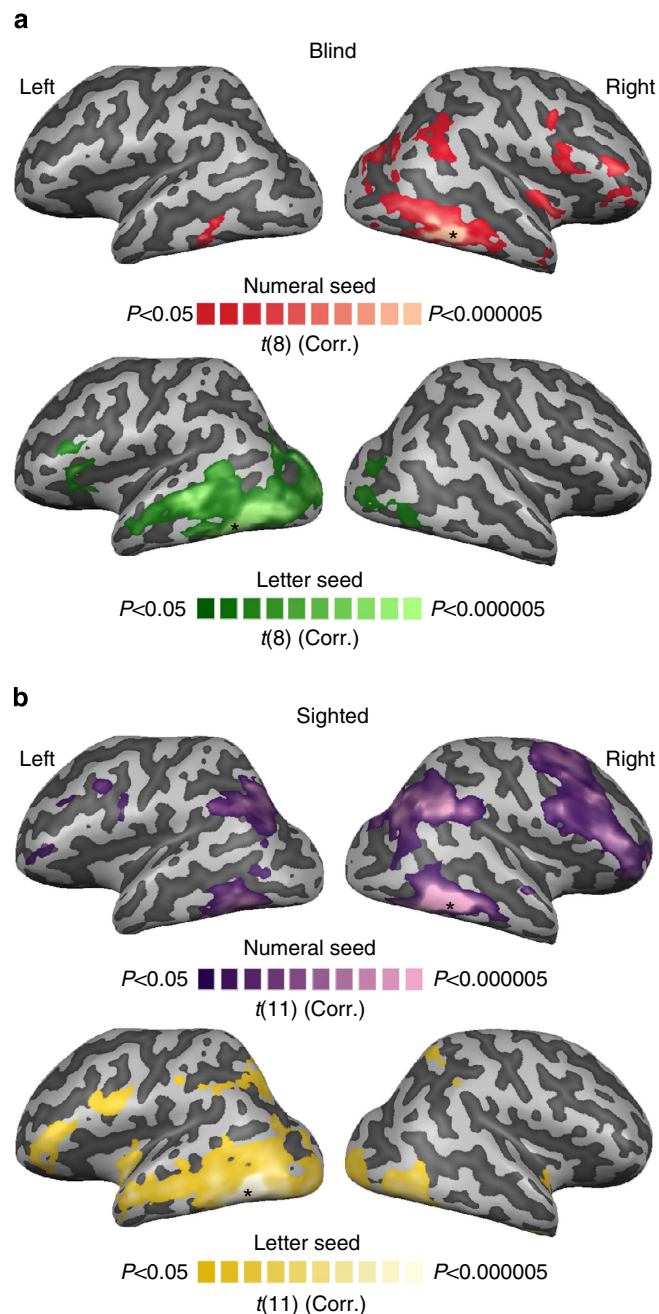 a
Blind
Left
Right
*
Numeral seed
P<0.05 P<0.000005
t(8) (Corr.)
*
Letter seed
P<0.05 P<0.000005
t(8) (Corr.)
b
Sighted
Left
Right
*
Numeral seed
P<0.05 P<0.000005
t(11) (Corr.)
*
Letter seed
P<0.05 P<0.000005
t(11) (Corr.)